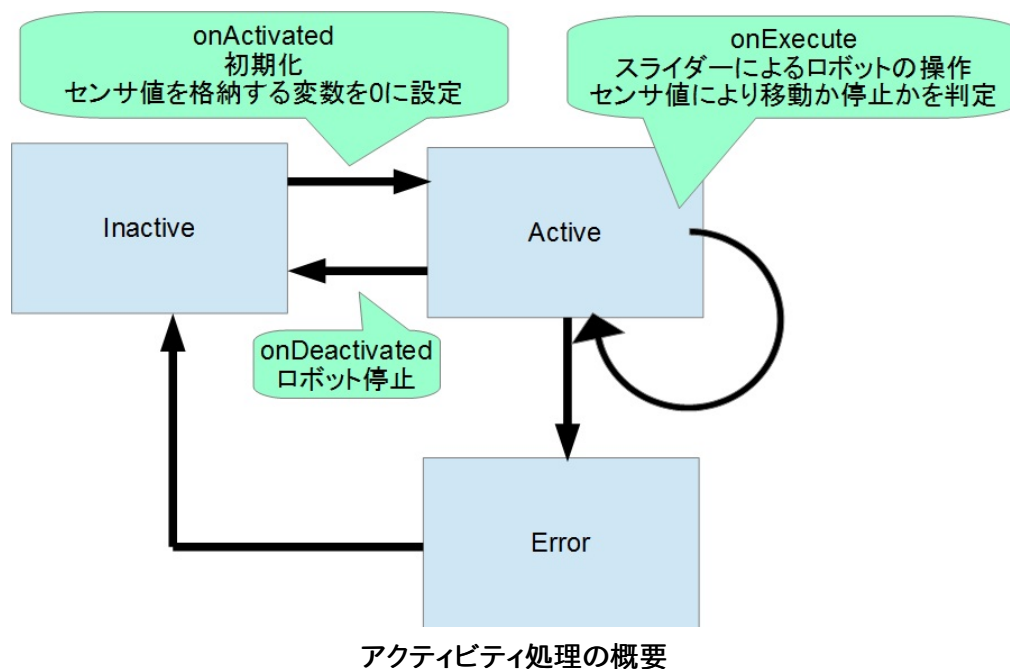 onActivated
初期化
センサ値を格納する変数を0に設定
onExecute
スライダーによるロボットの操作
センサ値により移動か停止かを判定
Inactive
Active
onDeactivated
ロボット停止
Error
アクティビティ処理の概要